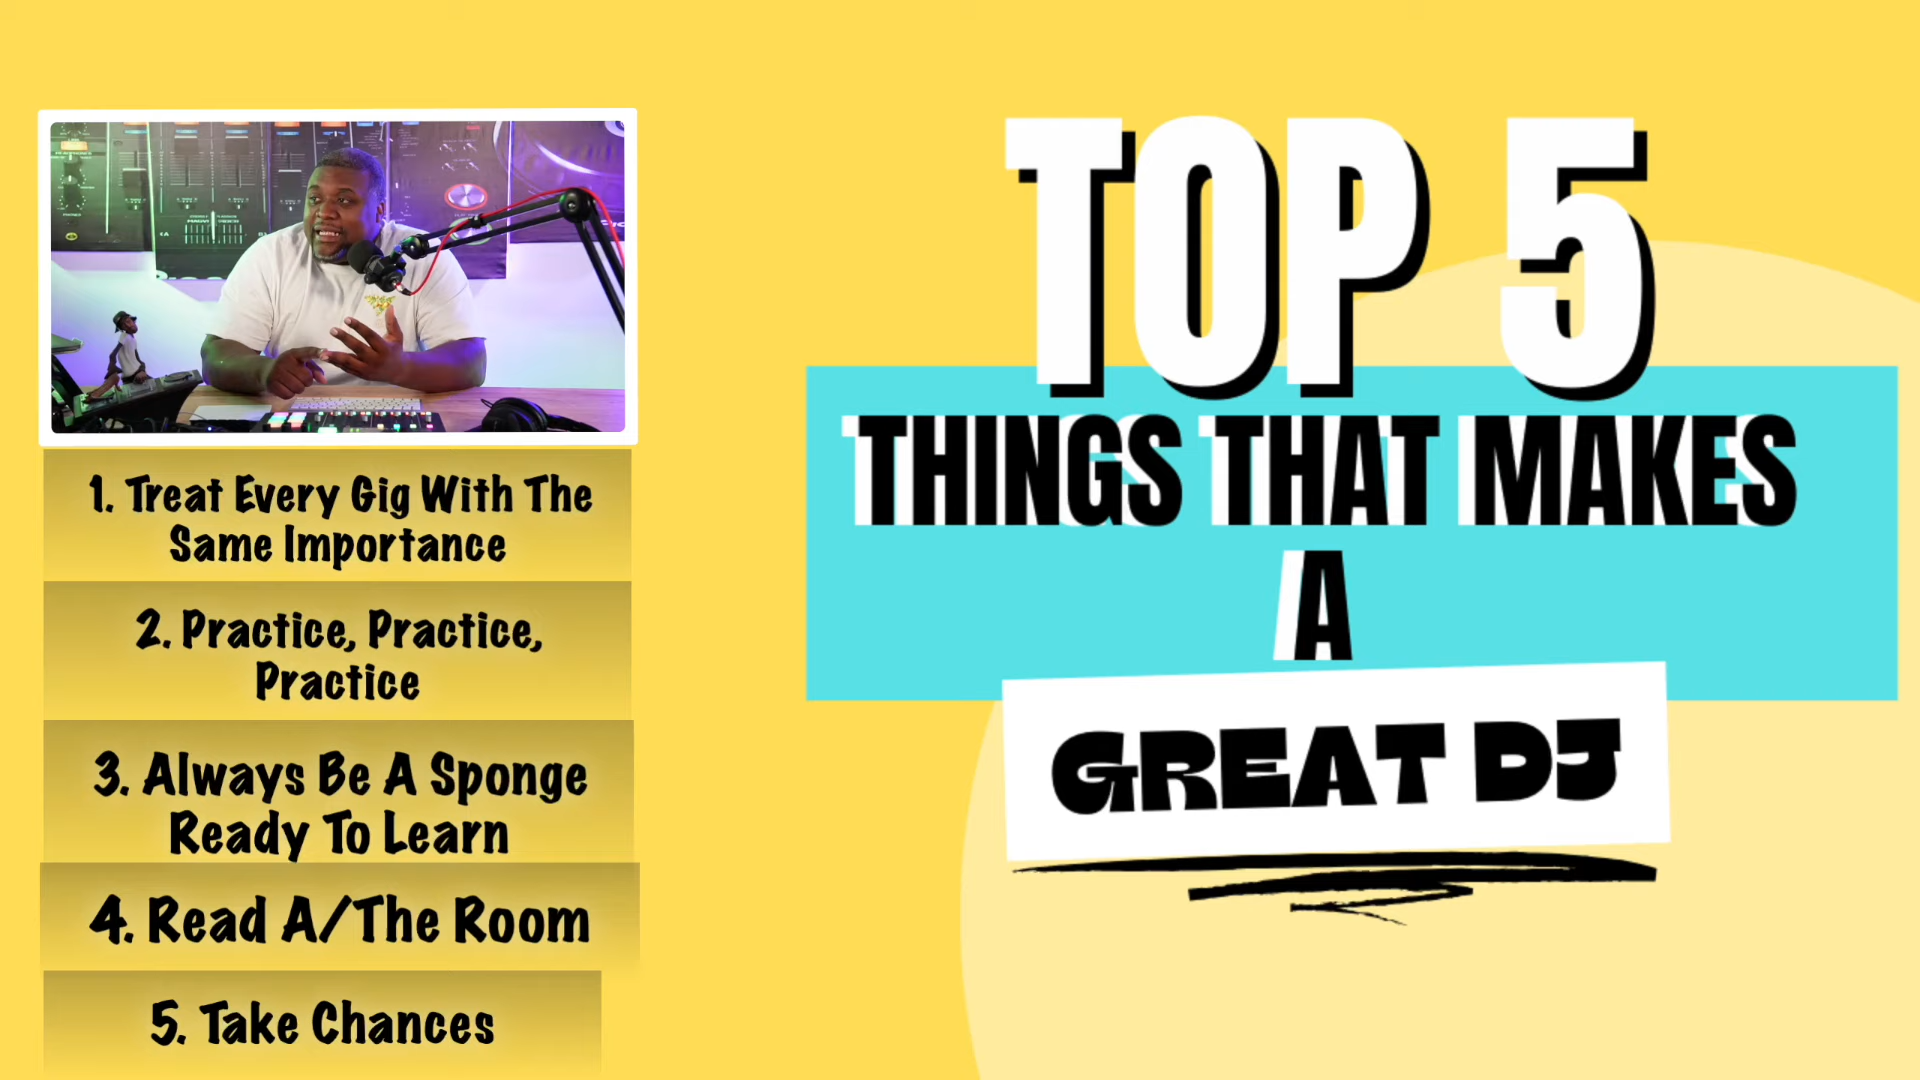 1. Treat Every Gig With The
Same Importance
2. Practice, Practice,
Practice
3. Always Be A Sponge
Ready To Learn
4. Read A/The Room
5. Take Chances
TOP 5
THINGS THAT MAKES
A
GREAT DJ